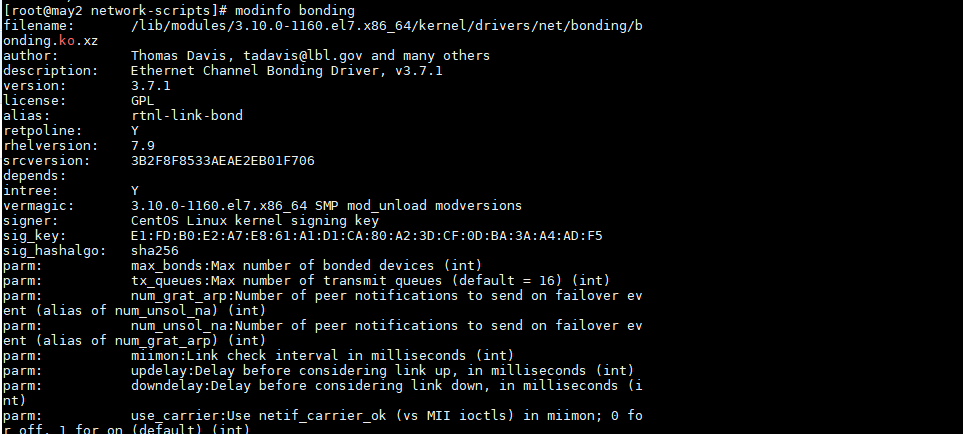 [root@may2 network-scripts]# modinfo bonding
filename:       /lib/modules/3.10.0-1160.el7.x86_64/kernel/drivers/net/bonding/b
onding.ko.xz
author:         Thomas Davis, tadavis@lbl.gov and many others
description:    Ethernet Channel Bonding Driver, v3.7.1
version:        3.7.1
license:        GPL
alias:          rtnl-link-bond
retpoline:      Y
rhelversion:    7.9
srcversion:     3B2F8F8533AEAE2EB01F706
depends:
intree:         Y
vermagic:       3.10.0-1160.el7.x86_64 SMP mod_unload modversions
signer:         CentOS Linux kernel signing key
sig_key:        E1:FD:B0:E2:A7:E8:61:A1:D1:CA:80:A2:3D:CF:0D:BA:3A:A4:AD:F5
sig_hashalgo:   sha256
parm:           max_bonds:Max number of bonded devices (int)
parm:           tx_queues:Max number of transmit queues (default = 16) (int)
parm:           num_grat_arp:Number of peer notifications to send on failover ev
ent (alias of num_unsol_na) (int)
parm:           num_unsol_na:Number of peer notifications to send on failover ev
ent (alias of num_grat_arp) (int)
parm:           miimon:Link check interval in milliseconds (int)
parm:           updelay:Delay before considering link up, in milliseconds (int)
parm:           downdelay:Delay before considering link down, in milliseconds (i
nt)
parm:           use_carrier:Use netif_carrier_ok (vs MII ioctls) in miimon; 0 fo
r off, 1 for on (default) (int)